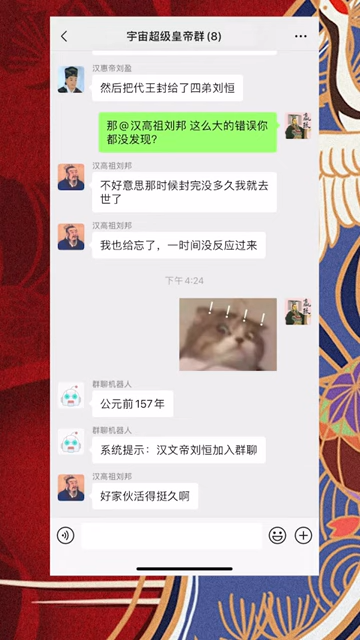 宇宙超级皇帝群(8)
汉惠帝刘盈
然后把代王封给了四弟刘恒
那@汉高祖刘邦 这么大的错误你
都没发现?
汉高祖刘邦
不好意思那时候封完没多久我就去
世了
汉高祖刘邦
我也给忘了，一时间没反应过来
下午4:24
! ! ! !
群聊机器人
公元前157年
群聊机器人
系统提示：汉文帝刘恒加入群聊
汉高祖刘邦
好家伙活得挺久啊